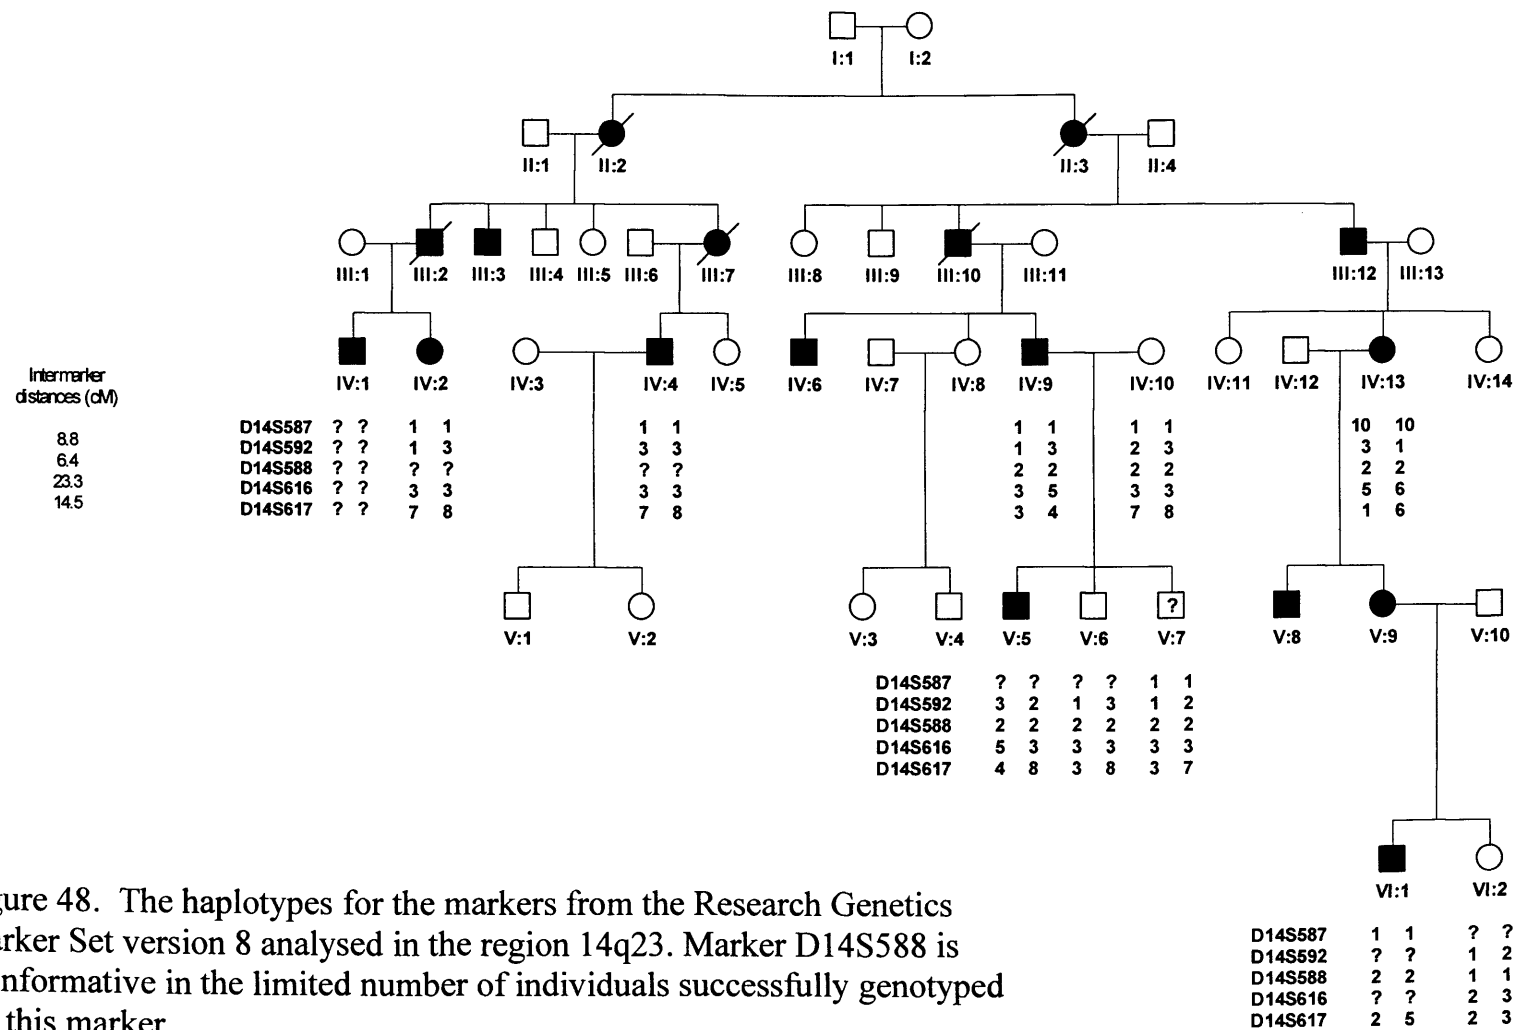 I:1 I:2
II:1 II:2 II:3 II:4
III:1 III:2 III:3 III:4 III:5 III:6 III:7 III:8 III:9 III:10 III:11 III:12 III:13
IV:1 IV:2 IV:3 IV:4 IV:5 IV:6 IV:7 IV:8 IV:9 IV:10 IV:11 IV:12 IV:13 IV:14
Intermarker
distances (cM)
8.8
6.4
23.3
14.5
D14S587 ? ? 1 1 1 1 1 1 1 1 10 10
D14S592 ? ? 1 3 3 3 1 3 2 3 3 1
D14S588 ? ? ? ? ? ? 2 2 2 2 2 2
D14S616 ? ? 3 3 3 3 3 5 3 3 5 6
D14S617 ? ? 7 8 7 8 3 4 7 8 1 6
?
V:1 V:2 V:3 V:4 V:5 V:6 V:7 V:8 V:9 V:10
D14S587 ? ? ? ? 1 1
D14S592 3 2 1 3 1 2
D14S588 2 2 2 2 2 2
D14S616 5 3 3 3 3 3
D14S617 4 8 3 8 3 7
VI:1 VI:2
D14S587 1 1 ? ?
D14S592 ? ? 1 2
D14S588 2 2 1 1
D14S616 ? ? 2 3
D14S617 2 5 2 3
gure 48. The haplotypes for the markers from the Research Genetics
arker Set version 8 analysed in the region 14q23. Marker D14S588 is
nformative in the limited number of individuals successfully genotyped
this marker